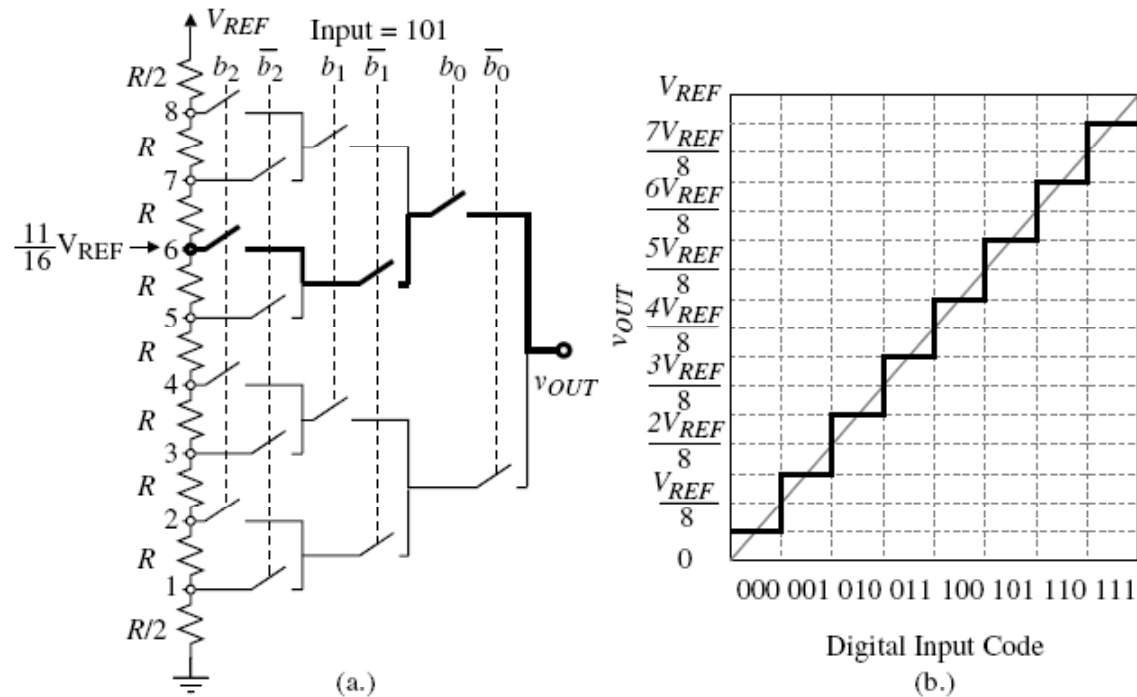 V_REF
Input = 101
b_2 b̅_2 b_1 b̅_1 b_0 b̅_0
R/2
8
R
7
R
11/16 V_REF
6
R
5
R
4
R
3
R
2
R
1
R/2
v_OUT
(a.)
v_OUT
V_REF
7V_REF/8
6V_REF/8
5V_REF/8
4V_REF/8
3V_REF/8
2V_REF/8
V_REF/8
0
000 001 010 011 100 101 110 111
Digital Input Code
(b.)